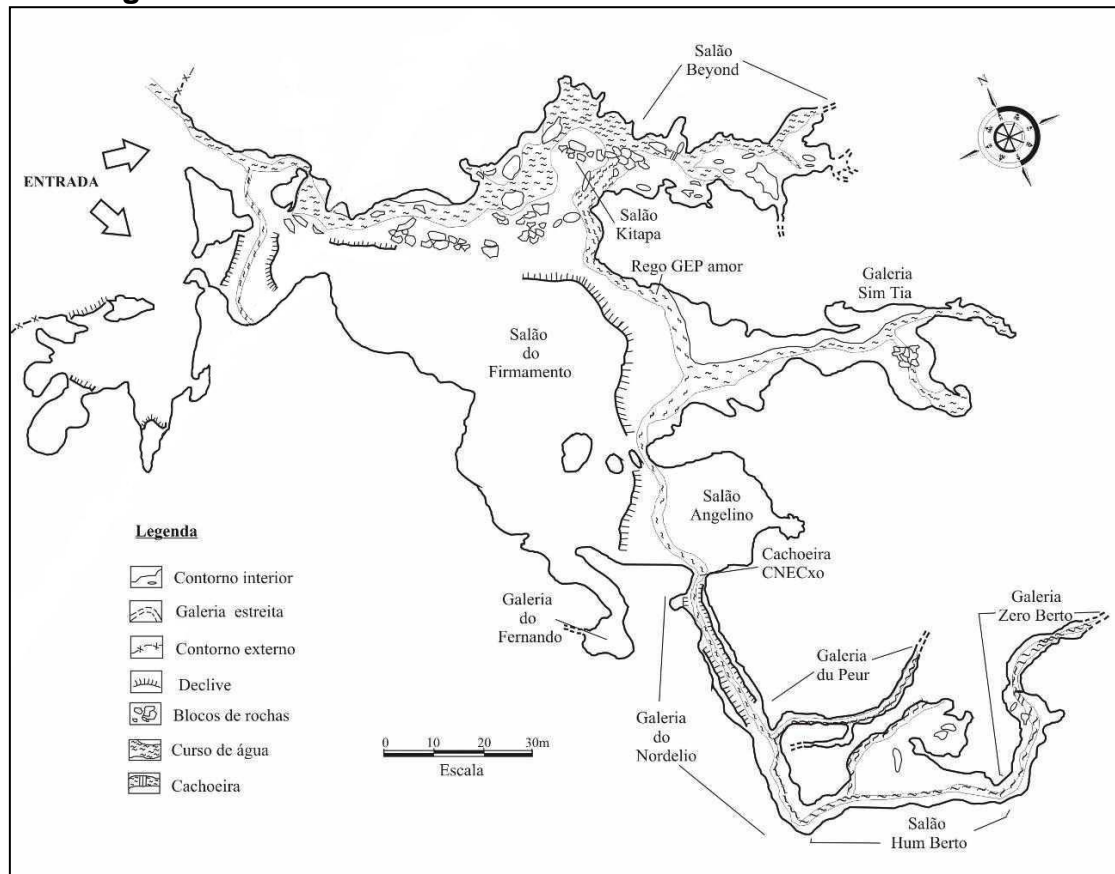 Salão
Beyond
N
ENTRADA
Salão
Kitapa
Rego GEP amor
Galeria
Sim Tia
Salão
do
Firmamento
Salão
Angelino
Legenda
Cachoeira
CNECxo
Contorno interior
Galeria estreita
Contorno externo
Declive
Blocos de rochas
Curso de água
Cachoeira
Galeria
do
Fernando
Galeria
Zero Berto
Galeria
du Peur
Galeria
do
Nordelio
0 10 20 30m
Escala
Salão
Hum Berto